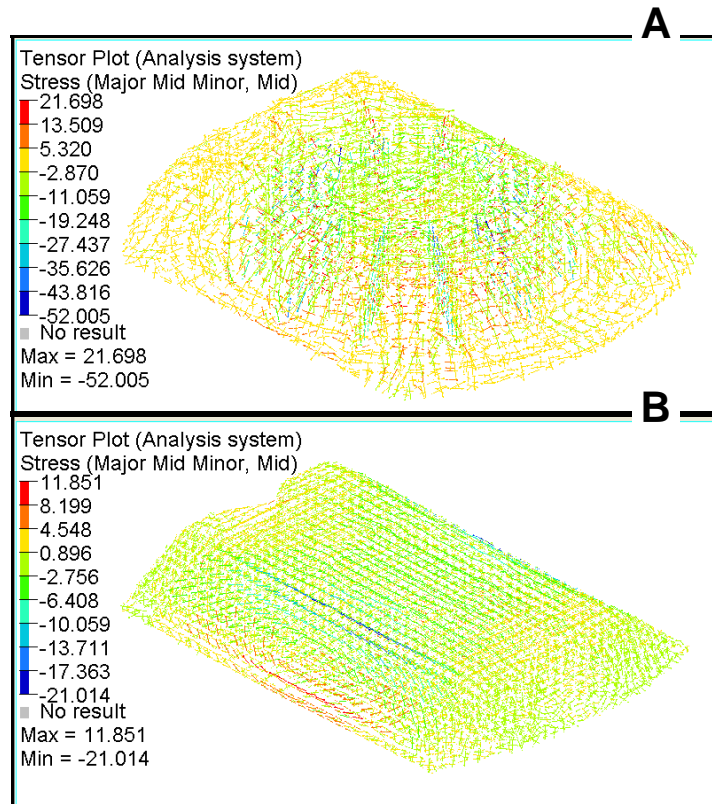 A
Tensor Plot (Analysis system)
Stress (Major Mid Minor, Mid)
21.698
13.509
5.320
-2.870
-11.059
-19.248
-27.437
-35.626
-43.816
-52.005
No result
Max = 21.698
Min = -52.005
B
Tensor Plot (Analysis system)
Stress (Major Mid Minor, Mid)
11.851
8.199
4.548
0.896
-2.756
-6.408
-10.059
-13.711
-17.363
-21.014
No result
Max = 11.851
Min = -21.014